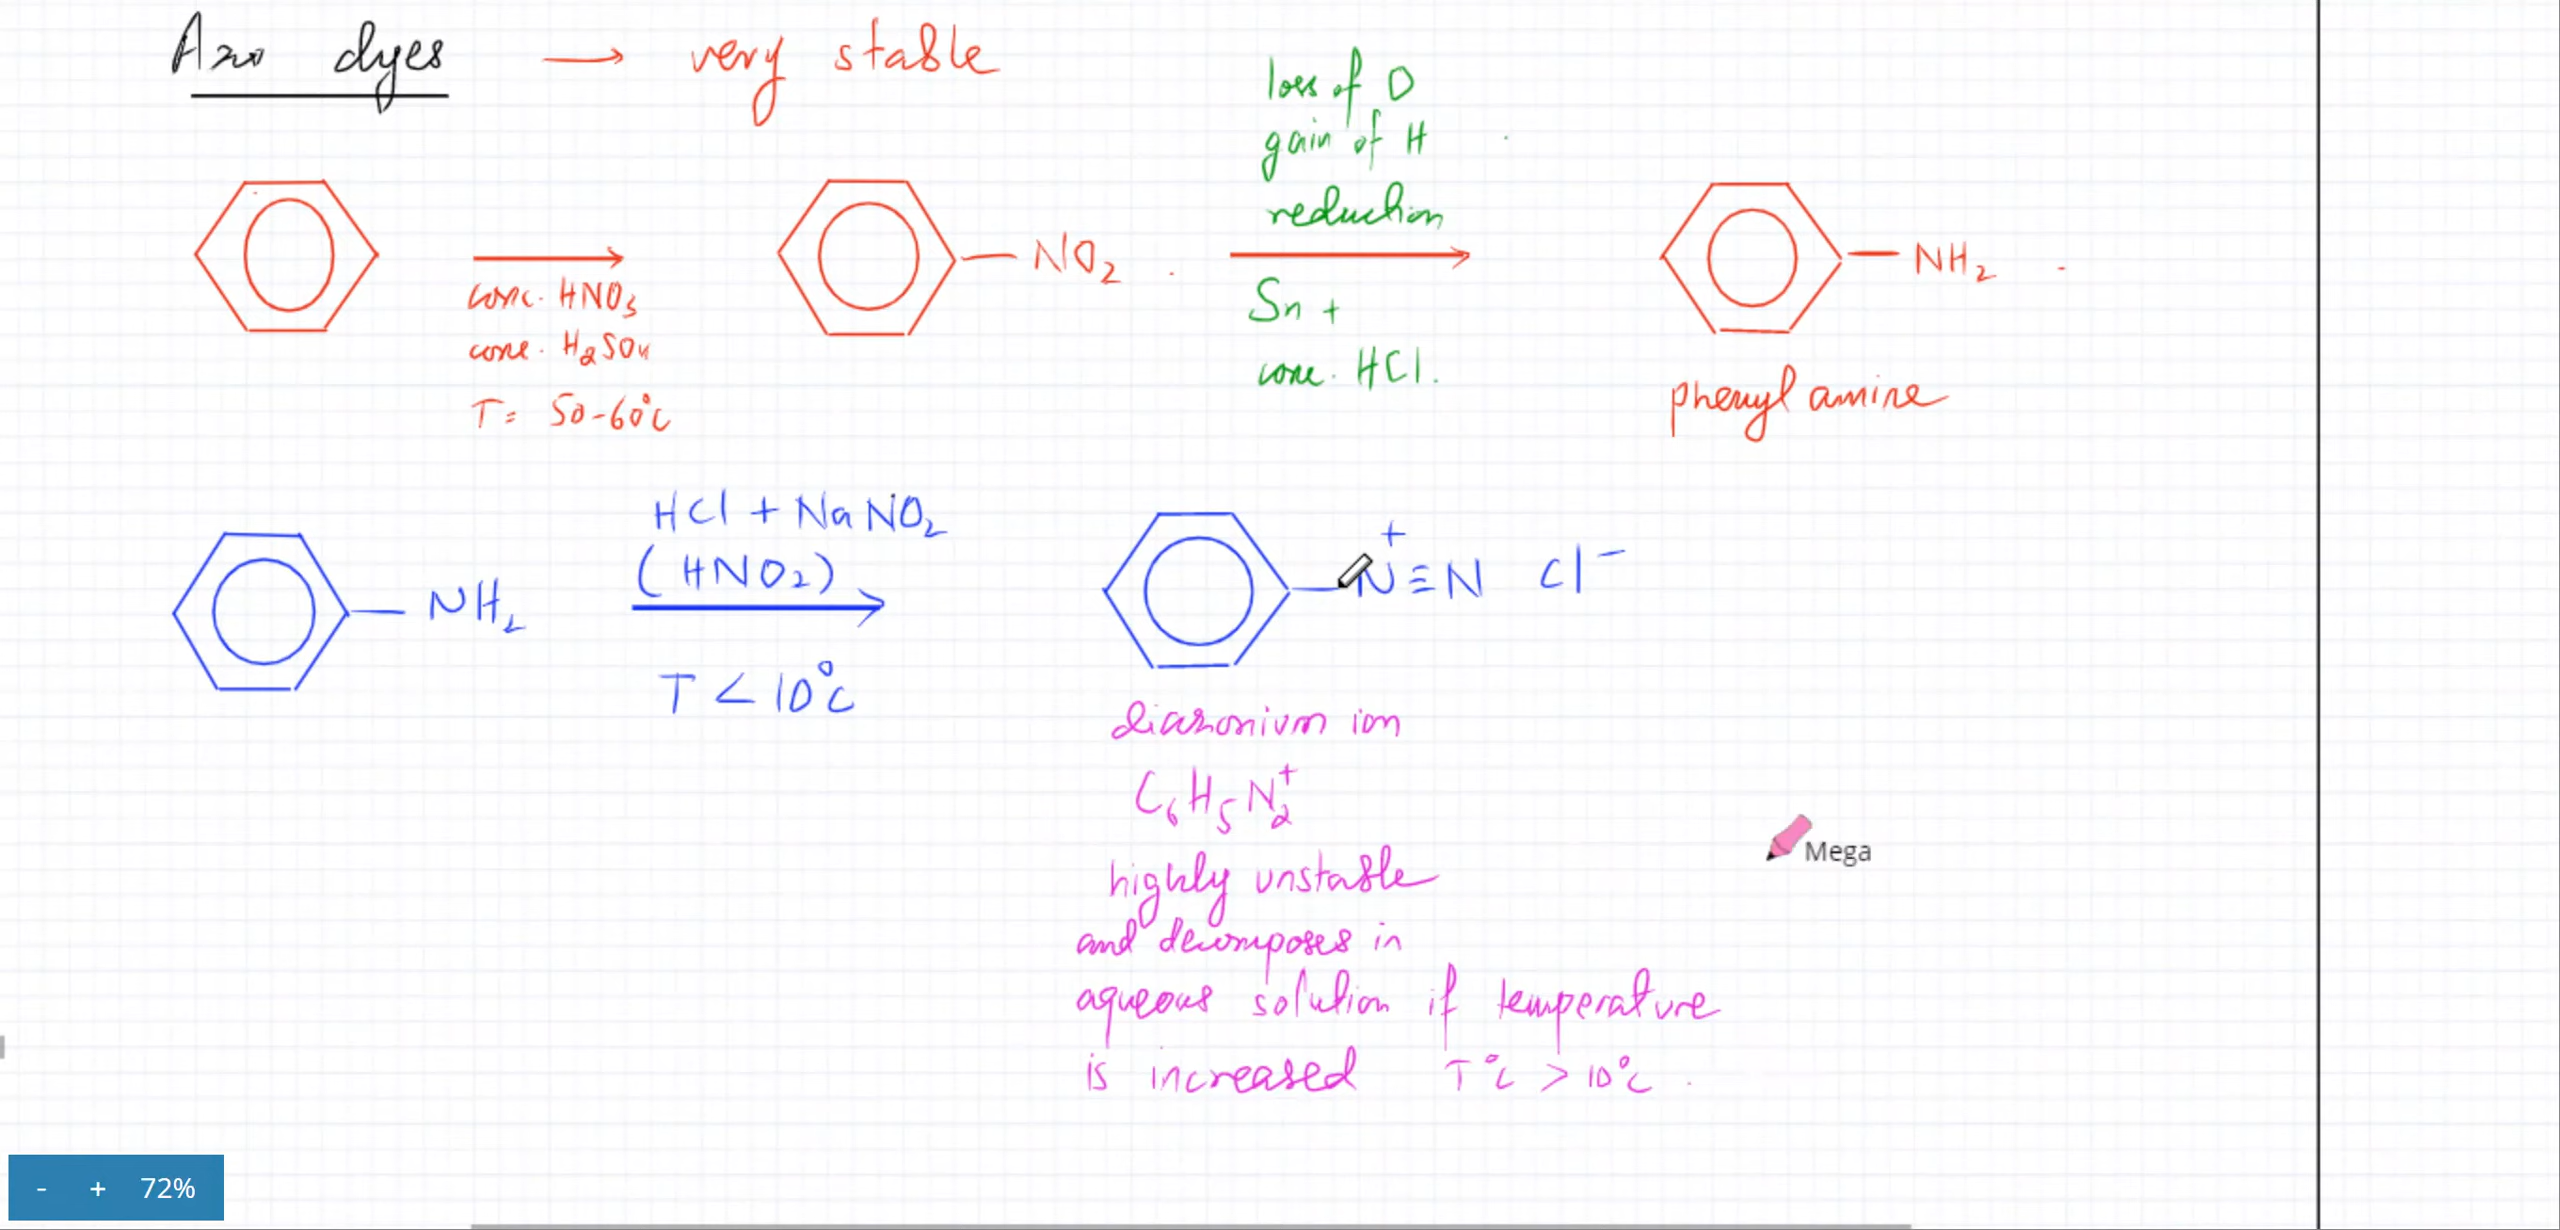 Azo dyes → very stable
loss of O
gain of H
reduction
NO₂
NH₂
conc. HNO₃
conc. H₂SO₄
T = 50-60°C
Sn +
conc. HCl.
phenyl amine
HCl + NaNO₂
(HNO₂)
NH₂
T < 10°C
N⁺≡N Cl⁻
diazonium ion
C₆H₅N₂⁺
highly unstable
and decomposes in
aqueous solution if temperature
is increased T°C > 10°C.
Mega
- + 72%